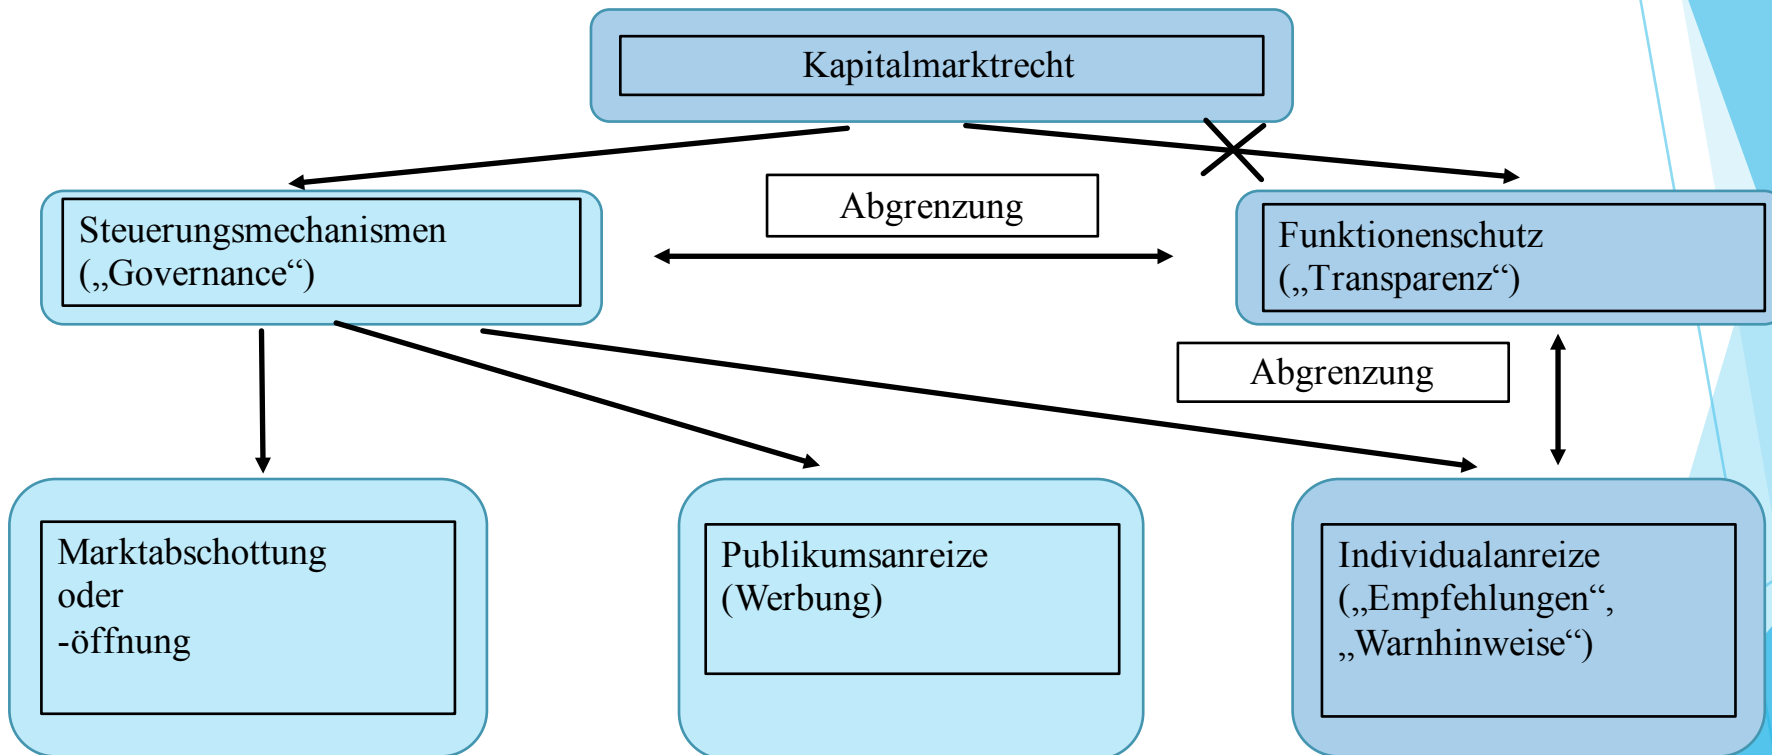 Kapitalmarktrecht
Abgrenzung
Steuerungsmechanismen
(„Governance“)
Funktionenschutz
(„Transparenz“)
Abgrenzung
Marktabschottung
oder
-öffnung
Publikumsanreize
(Werbung)
Individualanreize
(„Empfehlungen“,
„Warnhinweise“)